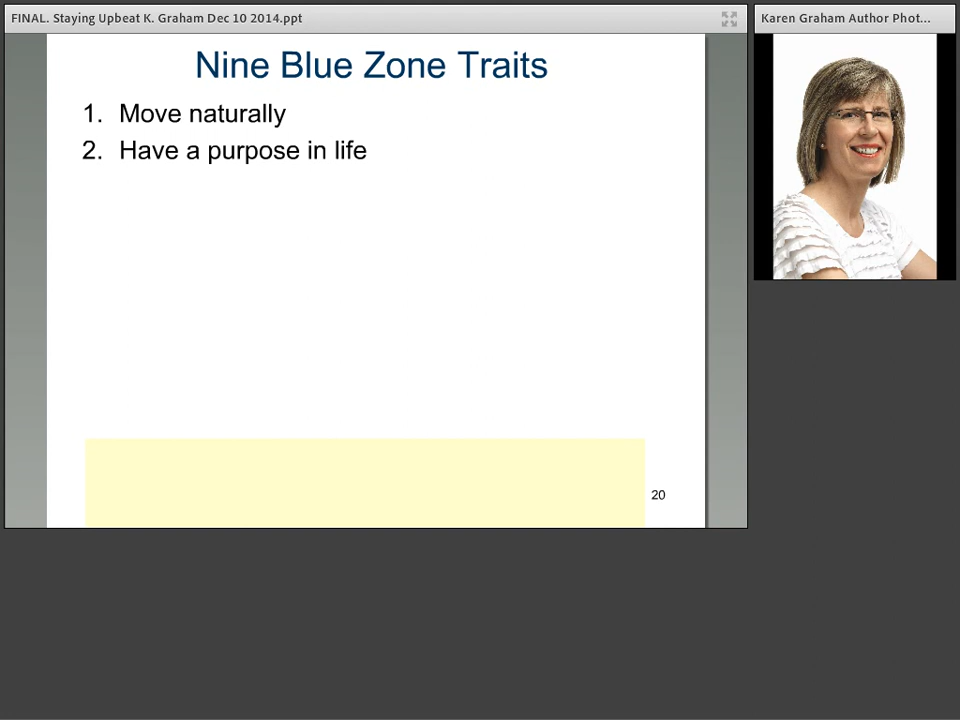 FINAL. Staying Upbeat K. Graham Dec 10 2014.ppt
Karen Graham Author Phot...
Nine Blue Zone Traits
1. Move naturally
2. Have a purpose in life
20